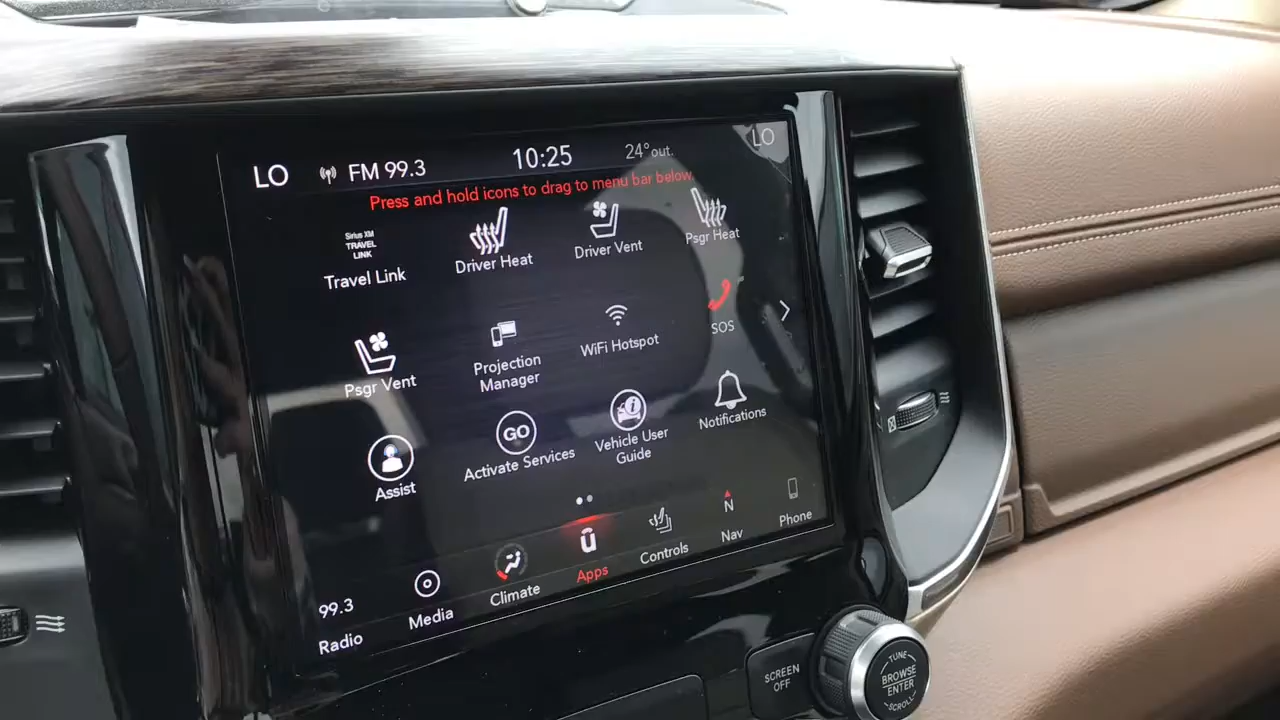 LO
FM 99.3
10:25
24° out.
LO
Press and hold icons to drag to menu bar below.
Sirius XM
TRAVEL
LINK
Travel Link
Driver Heat
Driver Vent
Psgr Heat
Psgr Vent
Projection
Manager
WiFi Hotspot
SOS
Assist
GO
Activate Services
Vehicle User
Guide
Notifications
99.3
Radio
Media
Climate
Apps
Controls
N
Nav
Phone
SCREEN
OFF
TUNE
BROWSE
ENTER
SCROLL